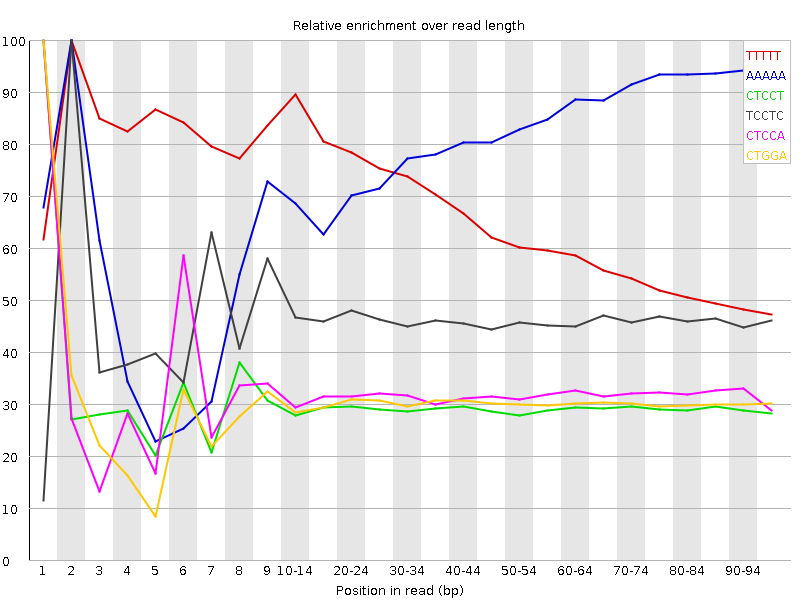 Relative enrichment over read length
100
90
80
70
60
50
40
30
20
10
0
TTTTT
AAAAA
CTCCT
TCCTC
CTCCA
CTGGA
1 2 3 4 5 6 7 8 9 10-14 20-24 30-34 40-44 50-54 60-64 70-74 80-84 90-94
Position in read (bp)